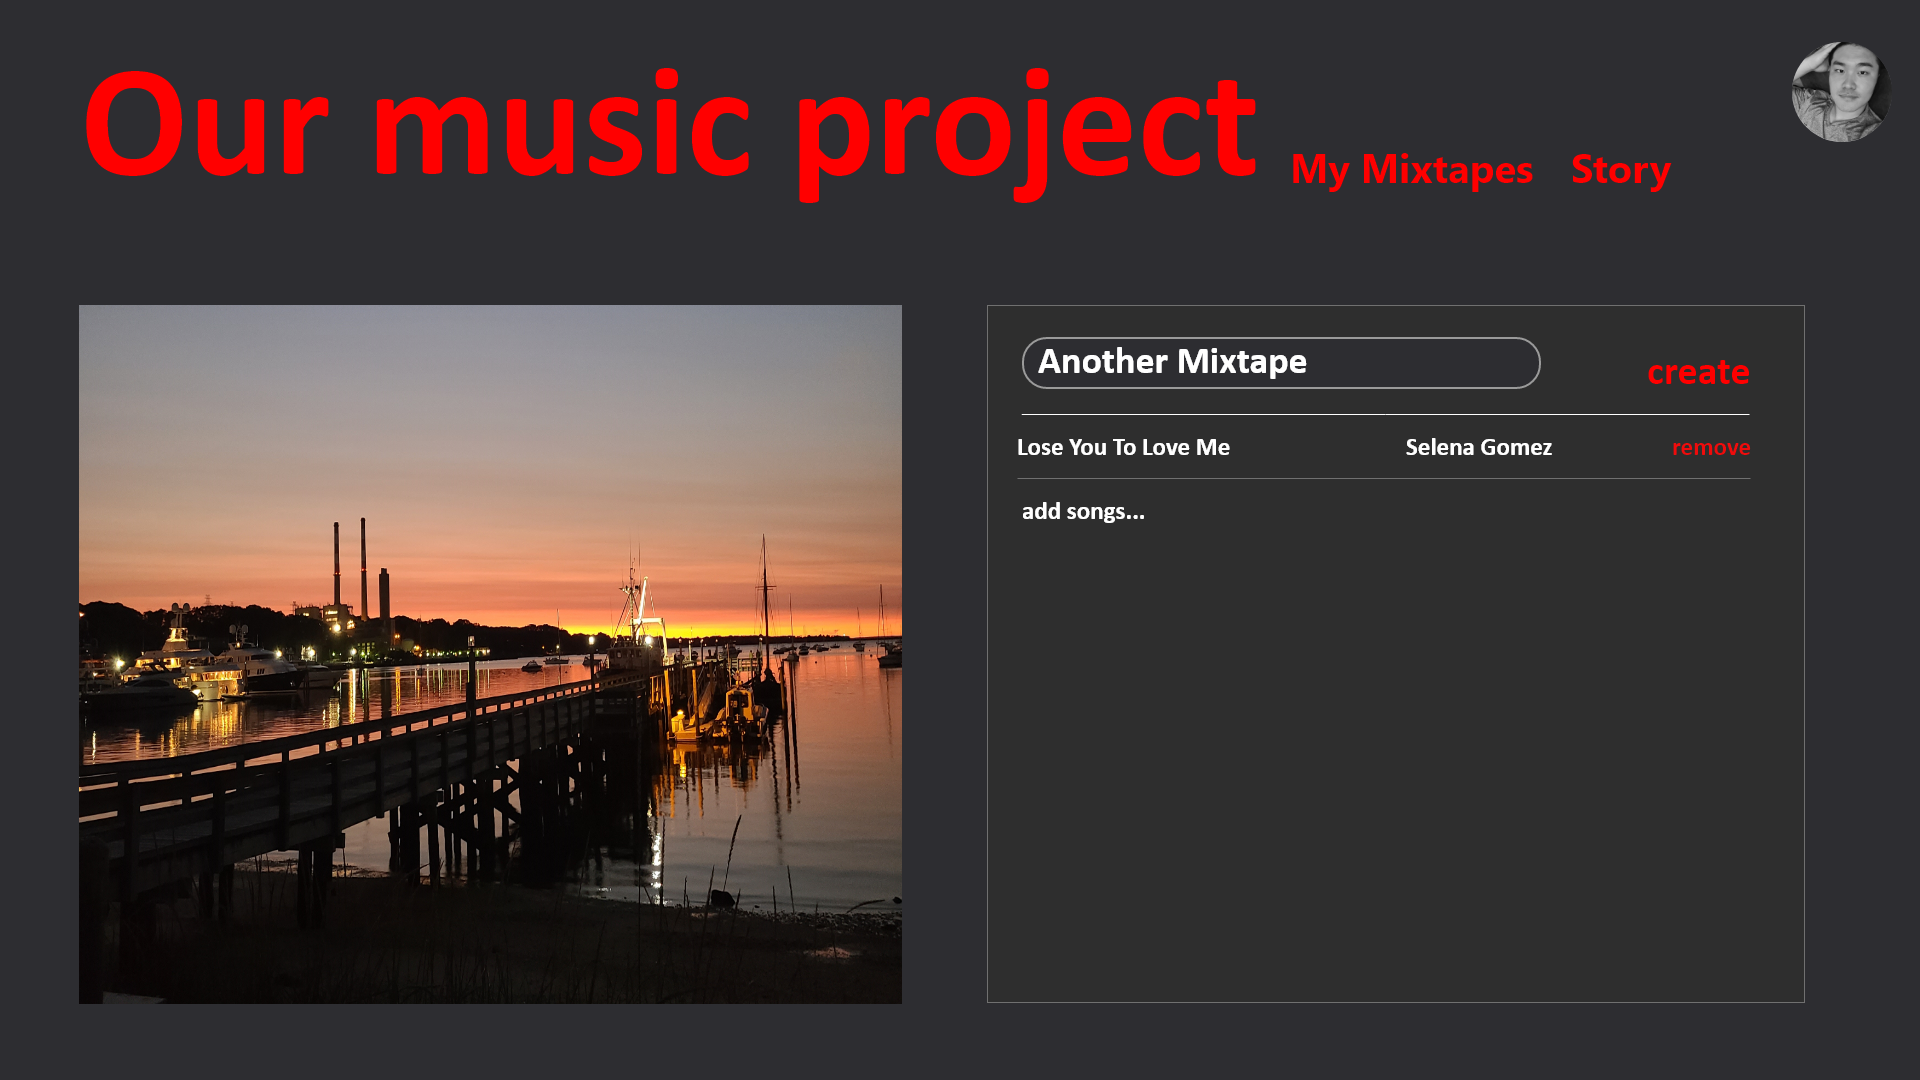 Our music project My Mixtapes Story
Another Mixtape
create
Lose You To Love Me Selena Gomez remove
add songs...